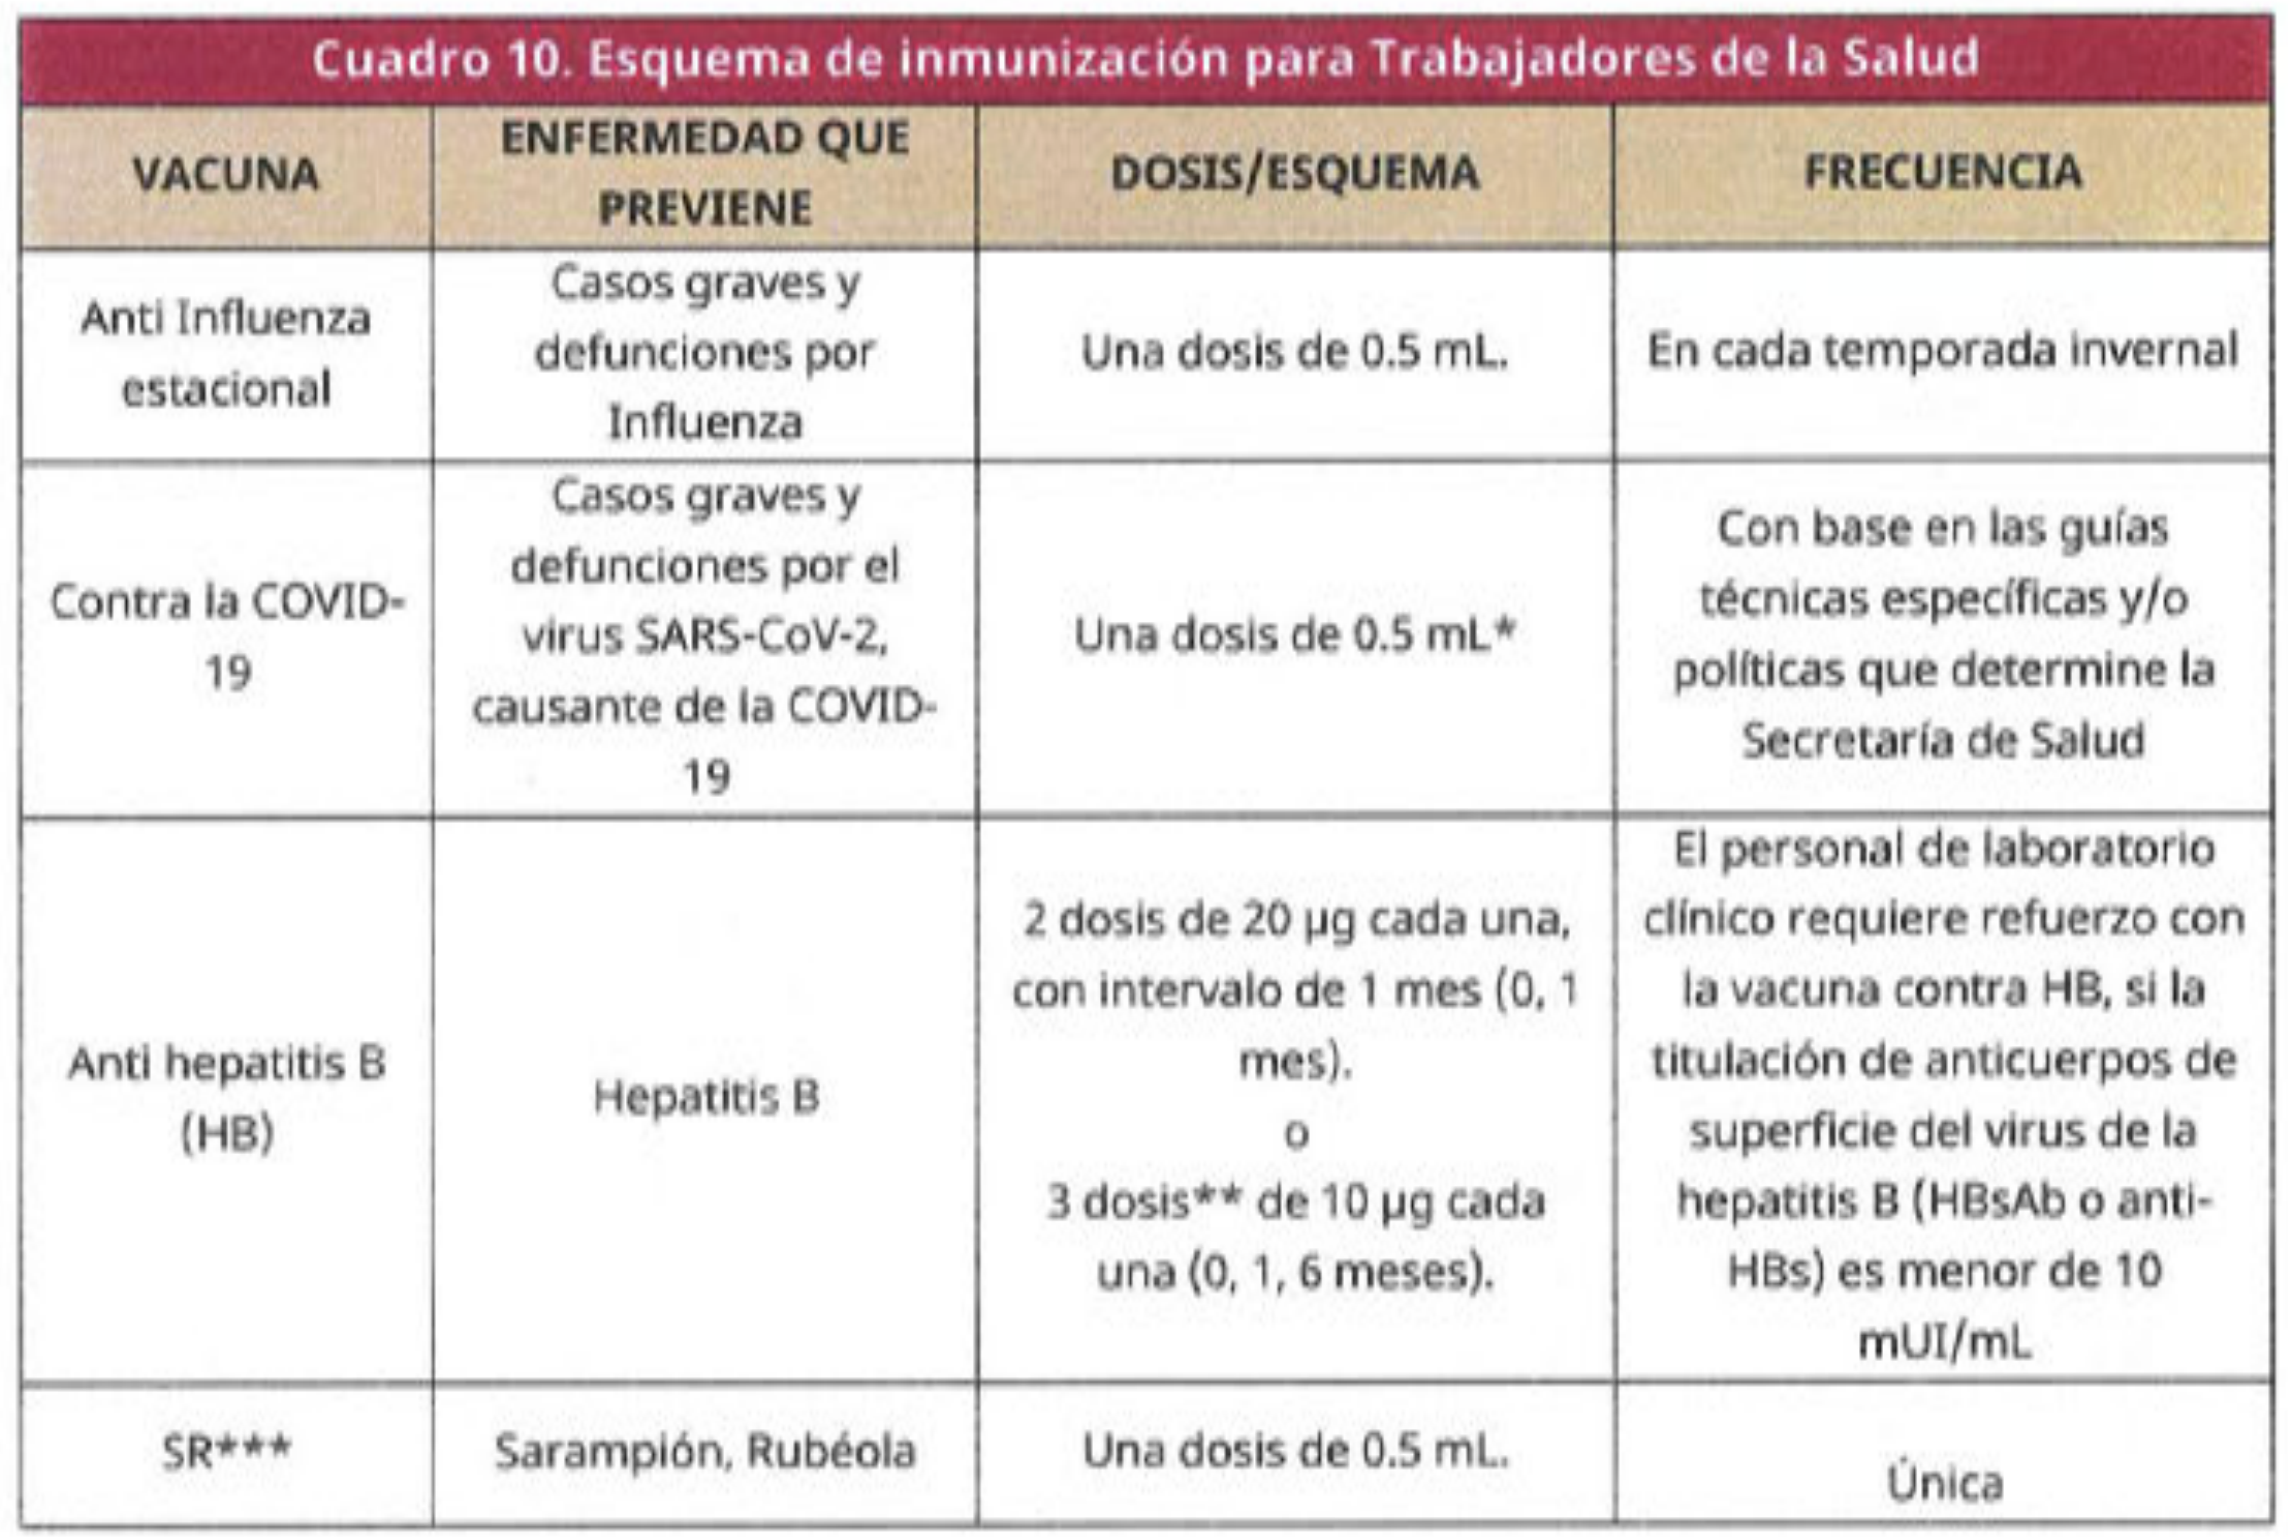 Cuadro 10. Esquema de inmunización para Trabajadores de la Salud
VACUNA
ENFERMEDAD QUE
PREVIENE
DOSIS/ESQUEMA
FRECUENCIA
Anti Influenza
estacional
Casos graves y
defunciones por
Influenza
Una dosis de 0.5 mL.
En cada temporada invernal
Contra la COVID-
19
Casos graves y
defunciones por el
virus SARS-CoV-2,
causante de la COVID-
19
Una dosis de 0.5 mL*
Con base en las guías
técnicas específicas y/o
políticas que determine la
Secretaría de Salud
Anti hepatitis B
(HB)
Hepatitis B
2 dosis de 20 µg cada una,
con intervalo de 1 mes (0, 1
mes).
o
3 dosis** de 10 µg cada
una (0, 1, 6 meses).
El personal de laboratorio
clínico requiere refuerzo con
la vacuna contra HB, si la
titulación de anticuerpos de
superficie del virus de la
hepatitis B (HBsAb o anti-
HBs) es menor de 10
mUI/mL
SR***
Sarampión, Rubéola
Una dosis de 0.5 mL.
Única